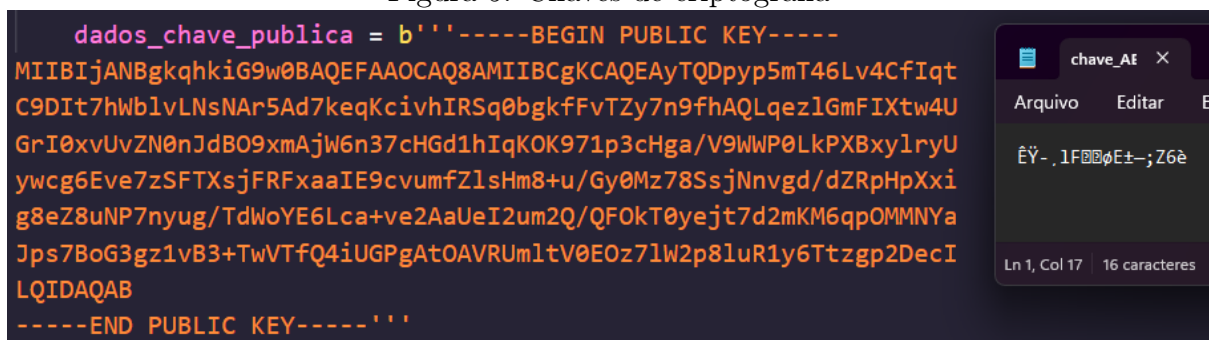 dados_chave_publica = b'''-----BEGIN PUBLIC KEY-----
MIIBIjANBgkqhkiG9w0BAQEFAAOCAQ8AMIIBCgKCAQEAyTQDpyp5mT46Lv4CfIqt
C9DIt7hWblvLNsNAr5Ad7keqKcivhIRSq0bgkfFvTZy7n9fhAQLqezlGmFIXtw4U
GrI0xvUvZN0nJdBO9xmAjW6n37cHGd1hIqKOK971p3cHga/V9WWP0LkPXBxylryU
ywcg6Eve7zSFTXsjFRFxaaIE9cvumfZlsHm8+u/Gy0Mz78SsjNnvgd/dZRpHpXxi
g8eZ8uNP7nyug/TdWoYE6Lca+ve2AaUeI2um2Q/QFOkT0yejt7d2mKM6qpOMMNYa
Jps7BoG3gz1vB3+TwVTfQ4iUGPgAtOAVRUmltV0EOz7lW2p8luR1y6Ttzgp2DecI
LQIDAQAB
-----END PUBLIC KEY-----'''
chave_AE
Arquivo Editar
Ln 1, Col 17 16 caracteres